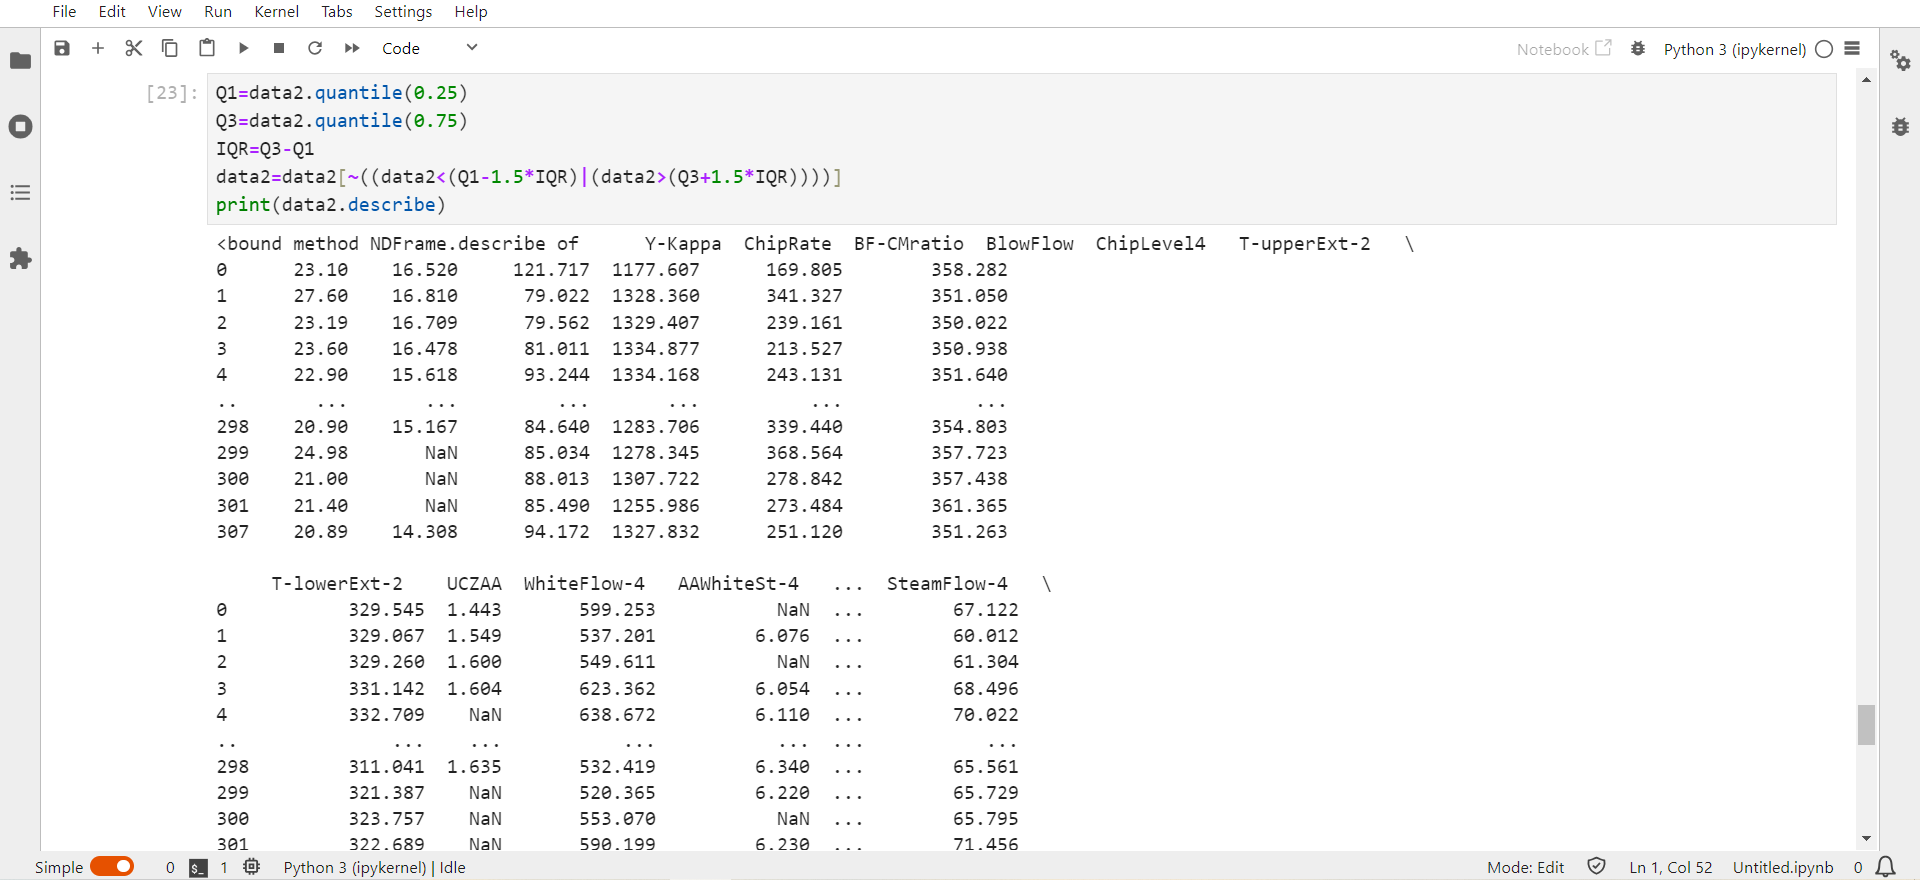 File Edit View Run Kernel Tabs Settings Help
Code Notebook Python 3 (ipykernel)
[23]: Q1=data2.quantile(0.25)
Q3=data2.quantile(0.75)
IQR=Q3-Q1
data2=data2[~((data2<(Q1-1.5*IQR)|(data2>(Q3+1.5*IQR))))]
print(data2.describe)
<bound method NDFrame.describe of Y-Kappa ChipRate BF-CMratio BlowFlow ChipLevel4 T-upperExt-2 \
0 23.10 16.520 121.717 1177.607 169.805 358.282
1 27.60 16.810 79.022 1328.360 341.327 351.050
2 23.19 16.709 79.562 1329.407 239.161 350.022
3 23.60 16.478 81.011 1334.877 213.527 350.938
4 22.90 15.618 93.244 1334.168 243.131 351.640
.. ... ... ... ... ... ...
298 20.90 15.167 84.640 1283.706 339.440 354.803
299 24.98 NaN 85.034 1278.345 368.564 357.723
300 21.00 NaN 88.013 1307.722 278.842 357.438
301 21.40 NaN 85.490 1255.986 273.484 361.365
307 20.89 14.308 94.172 1327.832 251.120 351.263
T-lowerExt-2 UCZAA WhiteFlow-4 AAWhiteSt-4 ... SteamFlow-4 \
0 329.545 1.443 599.253 NaN ... 67.122
1 329.067 1.549 537.201 6.076 ... 60.012
2 329.260 1.600 549.611 NaN ... 61.304
3 331.142 1.604 623.362 6.054 ... 68.496
4 332.709 NaN 638.672 6.110 ... 70.022
.. ... ... ... ... ... ...
298 311.041 1.635 532.419 6.340 ... 65.561
299 321.387 NaN 520.365 6.220 ... 65.729
300 323.757 NaN 553.070 NaN ... 65.795
301 322.689 NaN 590.199 6.230 ... 71.456
Simple 0 $_ 1 Python 3 (ipykernel) | Idle Mode: Edit Ln 1, Col 52 Untitled.ipynb 0